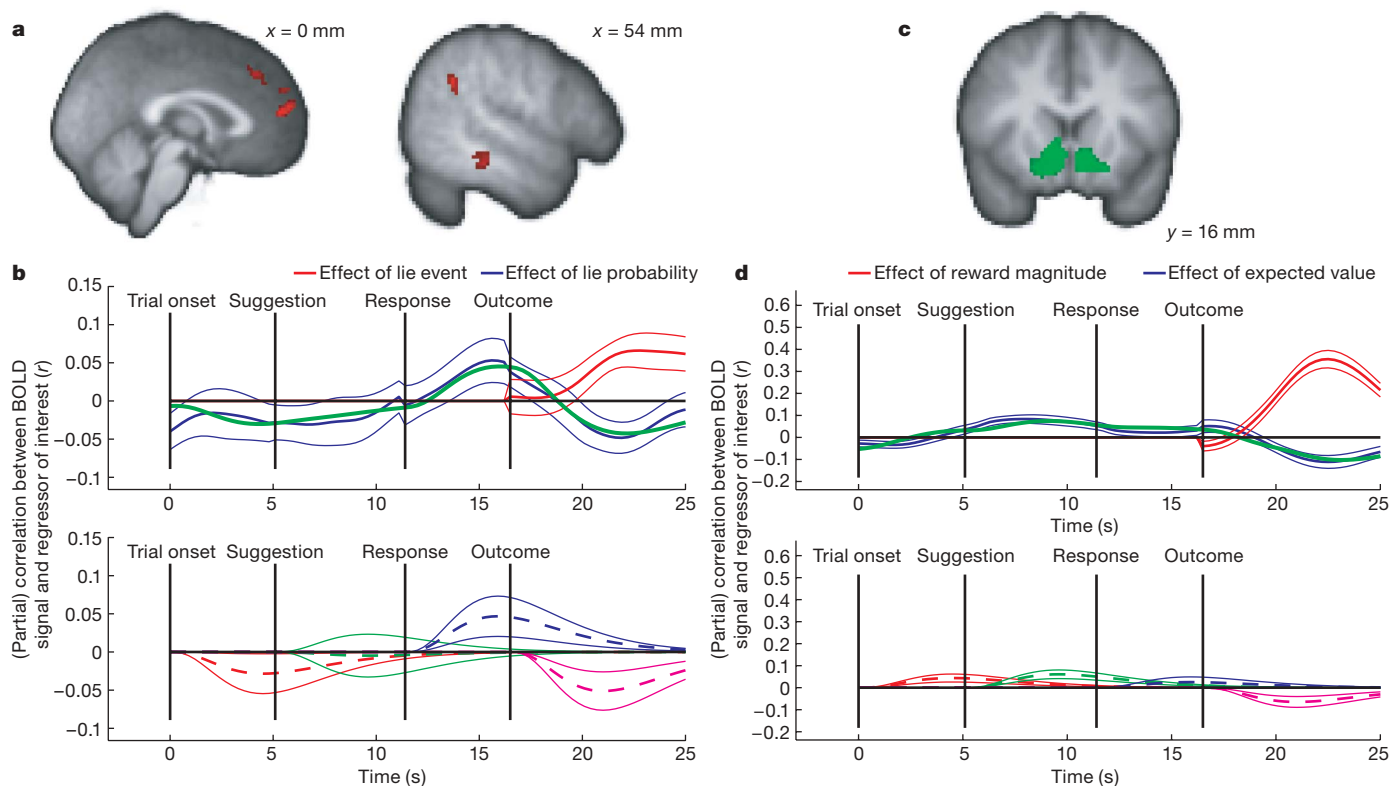 a
x = 0 mm
x = 54 mm
c
y = 16 mm
b
Effect of lie event
Effect of lie probability
0.15
0.1
0.05
0
−0.05
−0.1
Trial onset
Suggestion
Response
Outcome
0
5
10
15
20
25
0.15
0.1
0.05
0
−0.05
−0.1
Trial onset
Suggestion
Response
Outcome
0
5
10
15
20
25
Time (s)
(Partial) correlation between BOLD
signal and regressor of interest (r)
d
Effect of reward magnitude
Effect of expected value
0.6
0.5
0.4
0.3
0.2
0.1
0
−0.1
−0.2
Trial onset
Suggestion
Response
Outcome
0
5
10
15
20
25
Time (s)
0.6
0.5
0.4
0.3
0.2
0.1
0
−0.1
−0.2
Trial onset
Suggestion
Response
Outcome
0
5
10
15
20
25
Time (s)
(Partial) correlation between BOLD
signal and regressor of interest (r)